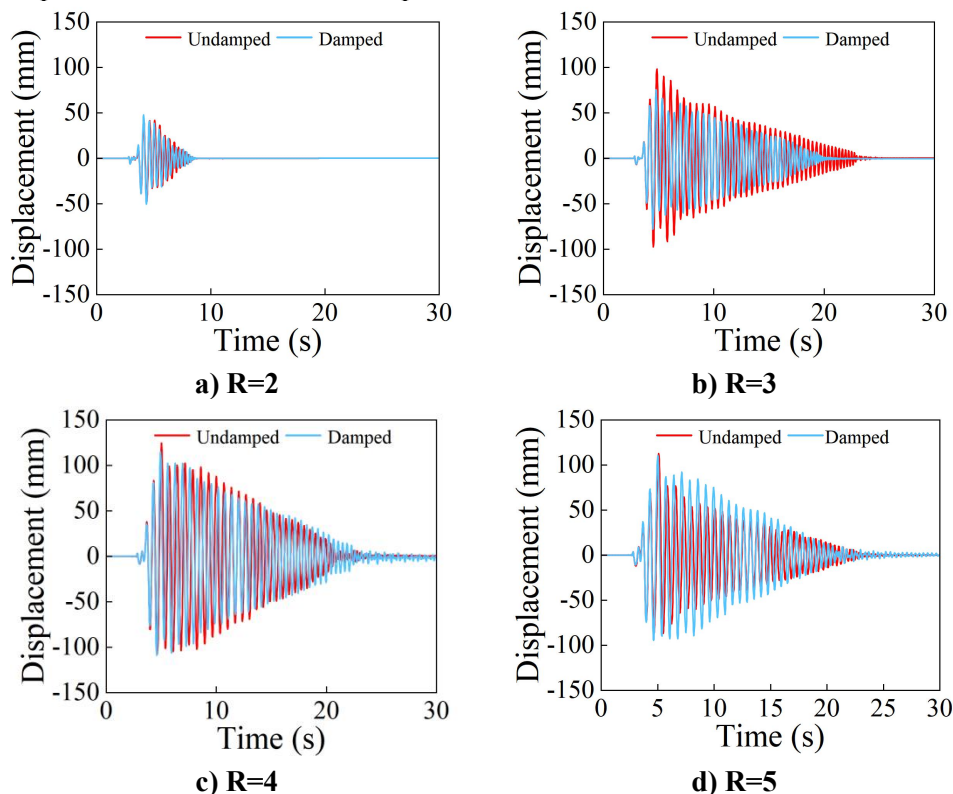 Undamped Damped
Displacement (mm)
150
100
50
0
-50
-100
-150
0 10 20 30
Time (s)
a) R=2
Undamped Damped
Displacement (mm)
150
100
50
0
-50
-100
-150
0 10 20 30
Time (s)
b) R=3
Undamped Damped
Displacement (mm)
150
100
50
0
-50
-100
-150
0 10 20 30
Time (s)
c) R=4
Undamped Damped
Displacement (mm)
150
100
50
0
-50
-100
-150
0 5 10 15 20 25 30
Time (s)
d) R=5